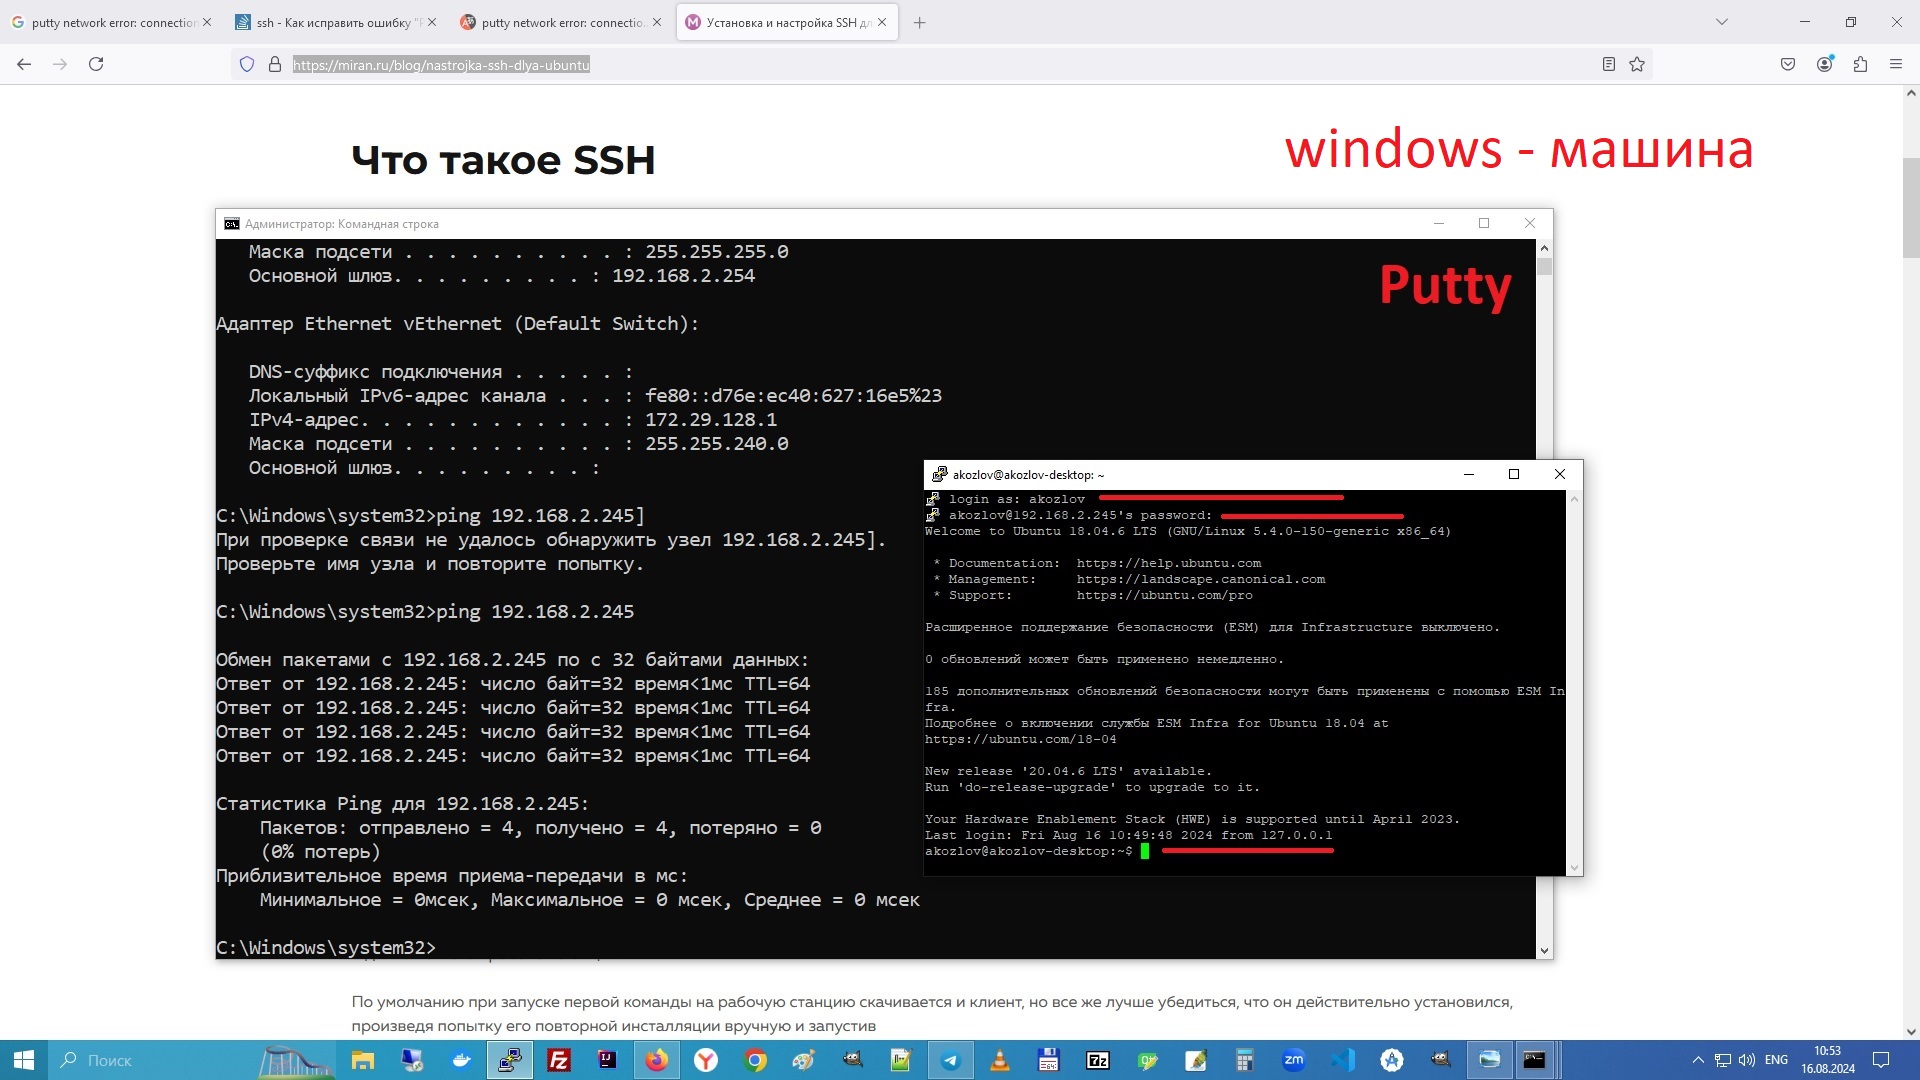 putty network error: connection
ssh - Как исправить ошибку "
putty network error: connectio
Установка и настройка SSH дл
https://miran.ru/blog/nastrojka-ssh-dlya-ubuntu
Что такое SSH
windows - машина
Администратор: Командная строка
Putty
Маска подсети . . . . . . . . . . : 255.255.255.0
Основной шлюз. . . . . . . . . : 192.168.2.254
Адаптер Ethernet vEthernet (Default Switch):
DNS-суффикс подключения . . . . . :
Локальный IPv6-адрес канала . . . : fe80::d76e:ec40:627:16e5%23
IPv4-адрес. . . . . . . . . . . . : 172.29.128.1
Маска подсети . . . . . . . . . . : 255.255.240.0
Основной шлюз. . . . . . . . . :
C:\Windows\system32>ping 192.168.2.245]
При проверке связи не удалось обнаружить узел 192.168.2.245].
Проверьте имя узла и повторите попытку.
C:\Windows\system32>ping 192.168.2.245
Обмен пакетами с 192.168.2.245 по с 32 байтами данных:
Ответ от 192.168.2.245: число байт=32 время<1мс TTL=64
Ответ от 192.168.2.245: число байт=32 время<1мс TTL=64
Ответ от 192.168.2.245: число байт=32 время<1мс TTL=64
Ответ от 192.168.2.245: число байт=32 время<1мс TTL=64
Статистика Ping для 192.168.2.245:
Пакетов: отправлено = 4, получено = 4, потеряно = 0
(0% потерь)
Приблизительное время приема-передачи в мс:
Минимальное = 0мсек, Максимальное = 0 мсек, Среднее = 0 мсек
C:\Windows\system32>
akozlov@akozlov-desktop: ~
login as: akozlov
akozlov@192.168.2.245's password:
Welcome to Ubuntu 18.04.6 LTS (GNU/Linux 5.4.0-150-generic x86_64)
* Documentation: https://help.ubuntu.com
* Management: https://landscape.canonical.com
* Support: https://ubuntu.com/pro
Расширенное поддержание безопасности (ESM) для Infrastructure выключено.
0 обновлений может быть применено немедленно.
185 дополнительных обновлений безопасности могут быть применены с помощью ESM In
fra.
Подробнее о включении службы ESM Infra for Ubuntu 18.04 at
https://ubuntu.com/18-04
New release '20.04.6 LTS' available.
Run 'do-release-upgrade' to upgrade to it.
Your Hardware Enablement Stack (HWE) is supported until April 2023.
Last login: Fri Aug 16 10:49:48 2024 from 127.0.0.1
akozlov@akozlov-desktop:~$
По умолчанию при запуске первой команды на рабочую станцию скачивается и клиент, но все же лучше убедиться, что он действительно установился,
произведя попытку его повторной инсталляции вручную и запустив
Поиск
ENG
10:53
16.08.2024